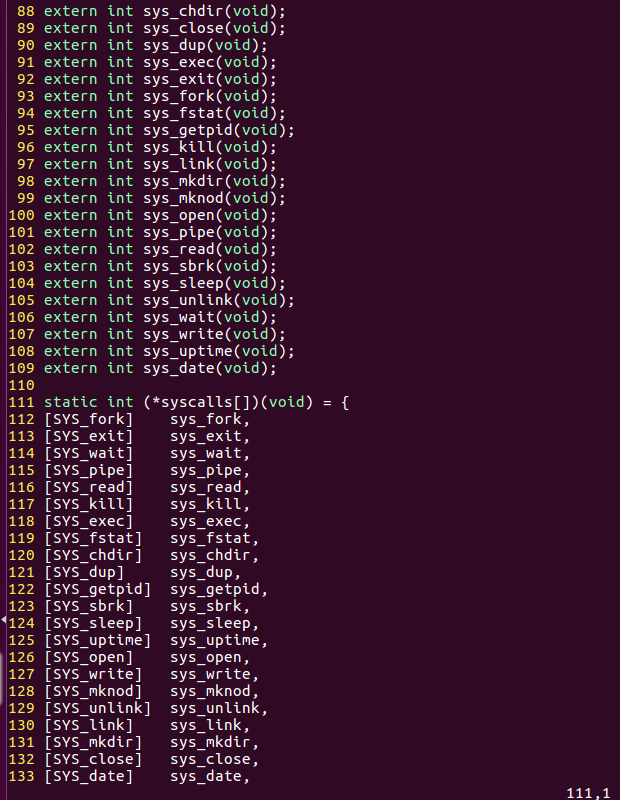 88 extern int sys_chdir(void);
89 extern int sys_close(void);
90 extern int sys_dup(void);
91 extern int sys_exec(void);
92 extern int sys_exit(void);
93 extern int sys_fork(void);
94 extern int sys_fstat(void);
95 extern int sys_getpid(void);
96 extern int sys_kill(void);
97 extern int sys_link(void);
98 extern int sys_mkdir(void);
99 extern int sys_mknod(void);
100 extern int sys_open(void);
101 extern int sys_pipe(void);
102 extern int sys_read(void);
103 extern int sys_sbrk(void);
104 extern int sys_sleep(void);
105 extern int sys_unlink(void);
106 extern int sys_wait(void);
107 extern int sys_write(void);
108 extern int sys_uptime(void);
109 extern int sys_date(void);
110
111 static int (*syscalls[])(void) = {
112 [SYS_fork]    sys_fork,
113 [SYS_exit]    sys_exit,
114 [SYS_wait]    sys_wait,
115 [SYS_pipe]    sys_pipe,
116 [SYS_read]    sys_read,
117 [SYS_kill]    sys_kill,
118 [SYS_exec]    sys_exec,
119 [SYS_fstat]   sys_fstat,
120 [SYS_chdir]   sys_chdir,
121 [SYS_dup]     sys_dup,
122 [SYS_getpid]  sys_getpid,
123 [SYS_sbrk]    sys_sbrk,
124 [SYS_sleep]   sys_sleep,
125 [SYS_uptime]  sys_uptime,
126 [SYS_open]    sys_open,
127 [SYS_write]   sys_write,
128 [SYS_mknod]   sys_mknod,
129 [SYS_unlink]  sys_unlink,
130 [SYS_link]    sys_link,
131 [SYS_mkdir]   sys_mkdir,
132 [SYS_close]   sys_close,
133 [SYS_date]    sys_date,
111,1